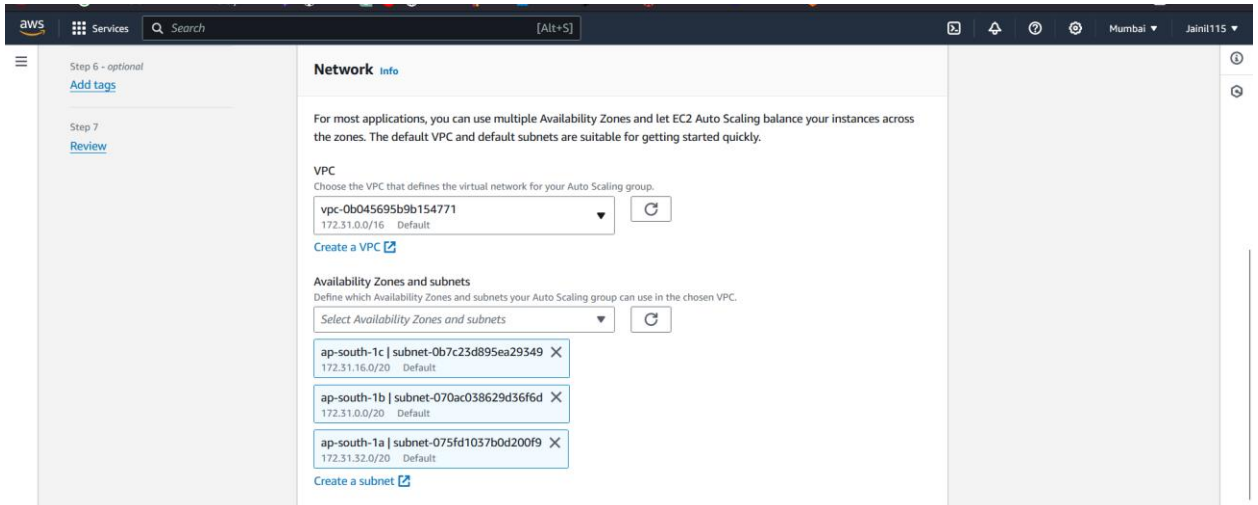 aws
Services
Search
[Alt+S]
Mumbai
Jainil115
Step 6 - optional
Add tags
Step 7
Review
Network Info
For most applications, you can use multiple Availability Zones and let EC2 Auto Scaling balance your instances across
the zones. The default VPC and default subnets are suitable for getting started quickly.
VPC
Choose the VPC that defines the virtual network for your Auto Scaling group.
vpc-0b045695b9b154771
172.31.0.0/16 Default
Create a VPC
Availability Zones and subnets
Define which Availability Zones and subnets your Auto Scaling group can use in the chosen VPC.
Select Availability Zones and subnets
ap-south-1c | subnet-0b7c23d895ea29349
172.31.16.0/20 Default
ap-south-1b | subnet-070ac038629d36f6d
172.31.0.0/20 Default
ap-south-1a | subnet-075fd1037b0d200f9
172.31.32.0/20 Default
Create a subnet